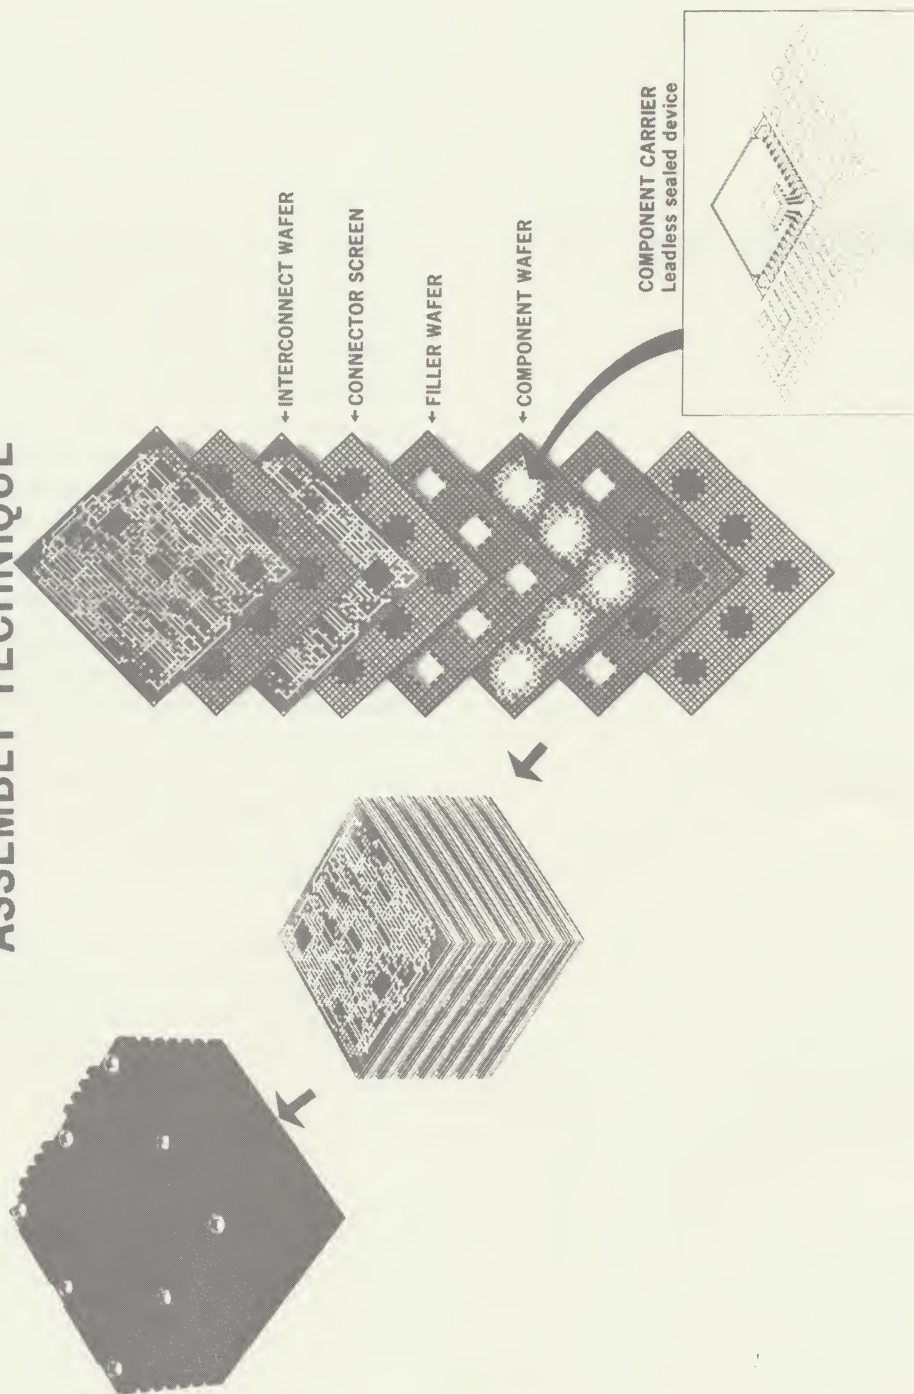 ASSEMBLY TECHNIQUE
←INTERCONNECT WAFER
←CONNECTOR SCREEN
←FILLER WAFER
←COMPONENT WAFER
COMPONENT CARRIER
Leadless sealed device